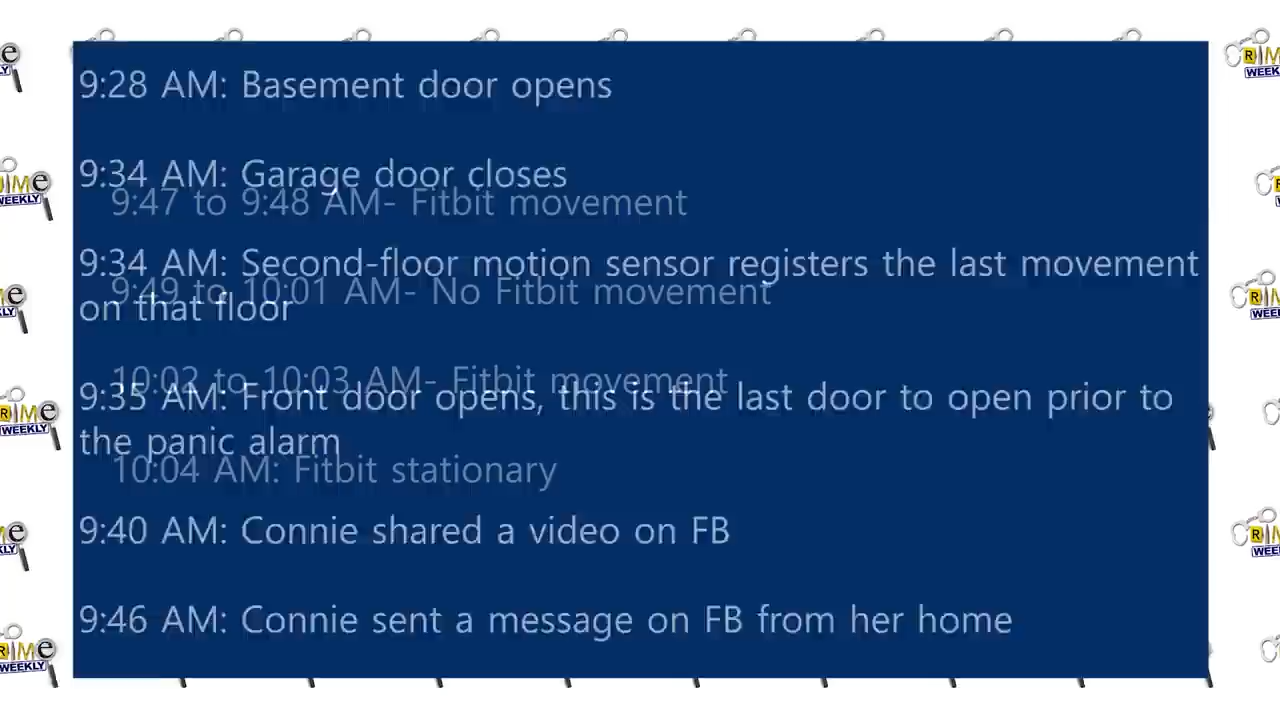 9:28 AM: Basement door opens
9:34 AM: Garage door closes
9:47 to 9:48 AM- Fitbit movement
9:34 AM: Second-floor motion sensor registers the last movement
9:49 to 10:01 AM- No Fitbit movement
on that floor
10:02 to 10:03 AM- Fitbit movement
9:35 AM: Front door opens, this is the last door to open prior to
the panic alarm
10:04 AM: Fitbit stationary
9:40 AM: Connie shared a video on FB
9:46 AM: Connie sent a message on FB from her home
CRIMe
WEEKLY